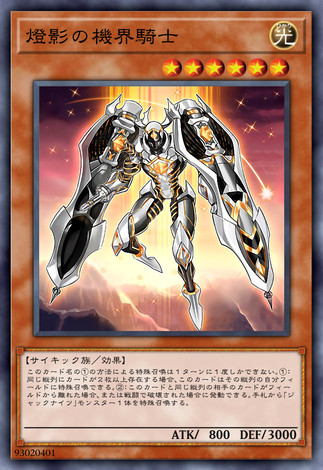 燈影の機界騎士
光
【サイキック族／効果】
このカード名の①の方法による特殊召喚は１ターンに１度しかできない。①：
同じ縦列にカードが２枚以上存在する場合、このカードはその縦列の自分フィ
ールドに特殊召喚できる。②：このカードと同じ縦列の相手のカードがフィー
ルドから離れた場合、または戦闘で破壊された場合に発動できる。手札から「ジ
ャックナイツ」モンスター１体を特殊召喚する。
ATK/ 800 DEF/3000
93020401